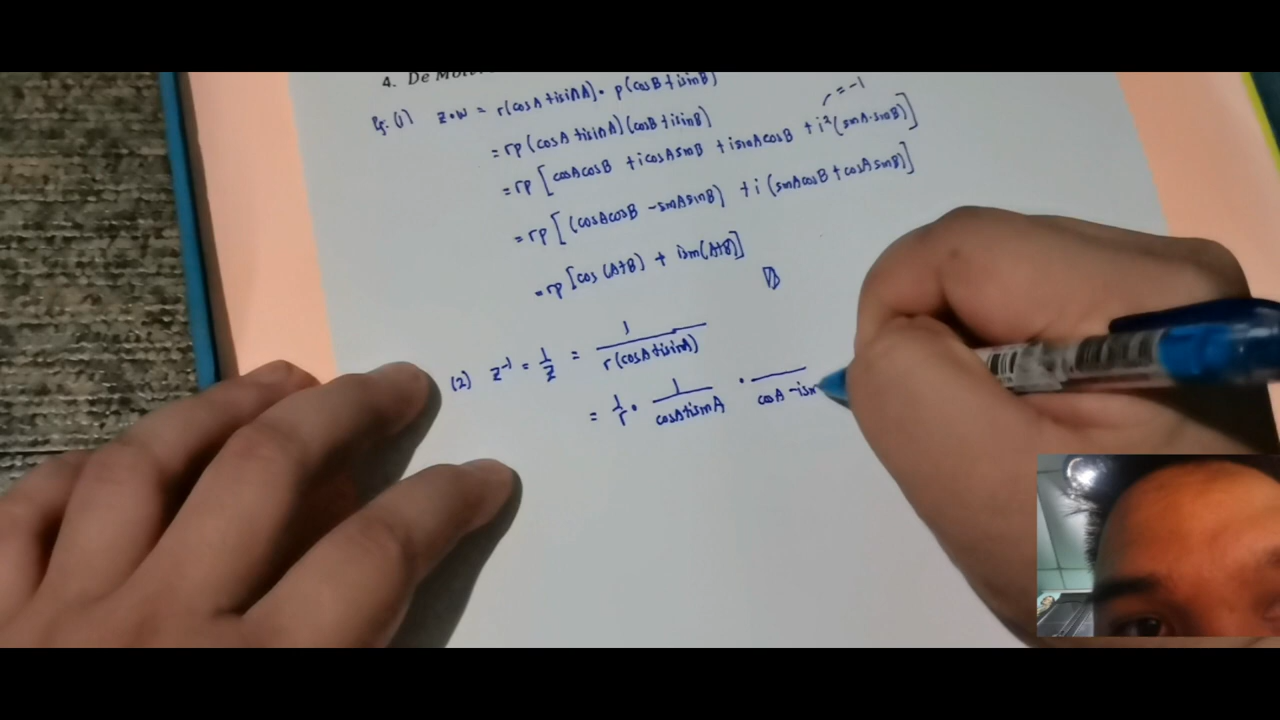 4. De Moi
Pf. (1) z·w = r(cosA+isinA)· p(cosB+isinB)
= rp(cosA+isinA)(cosB+isinB)
= -1
= rp[cosAcosB + icosAsinB + isinAcosB + i²(sinA·sinB)]
= rp[(cosAcosB -sinAsinB) + i(sinAcosB+cosAsinB)]
= rp[cos(A+B) + isin(A+B)]
(2) z⁻¹ = 1/z = 1/r(cosA+isinA)
= 1/r · 1/cosA+isinA · /cosA-isin